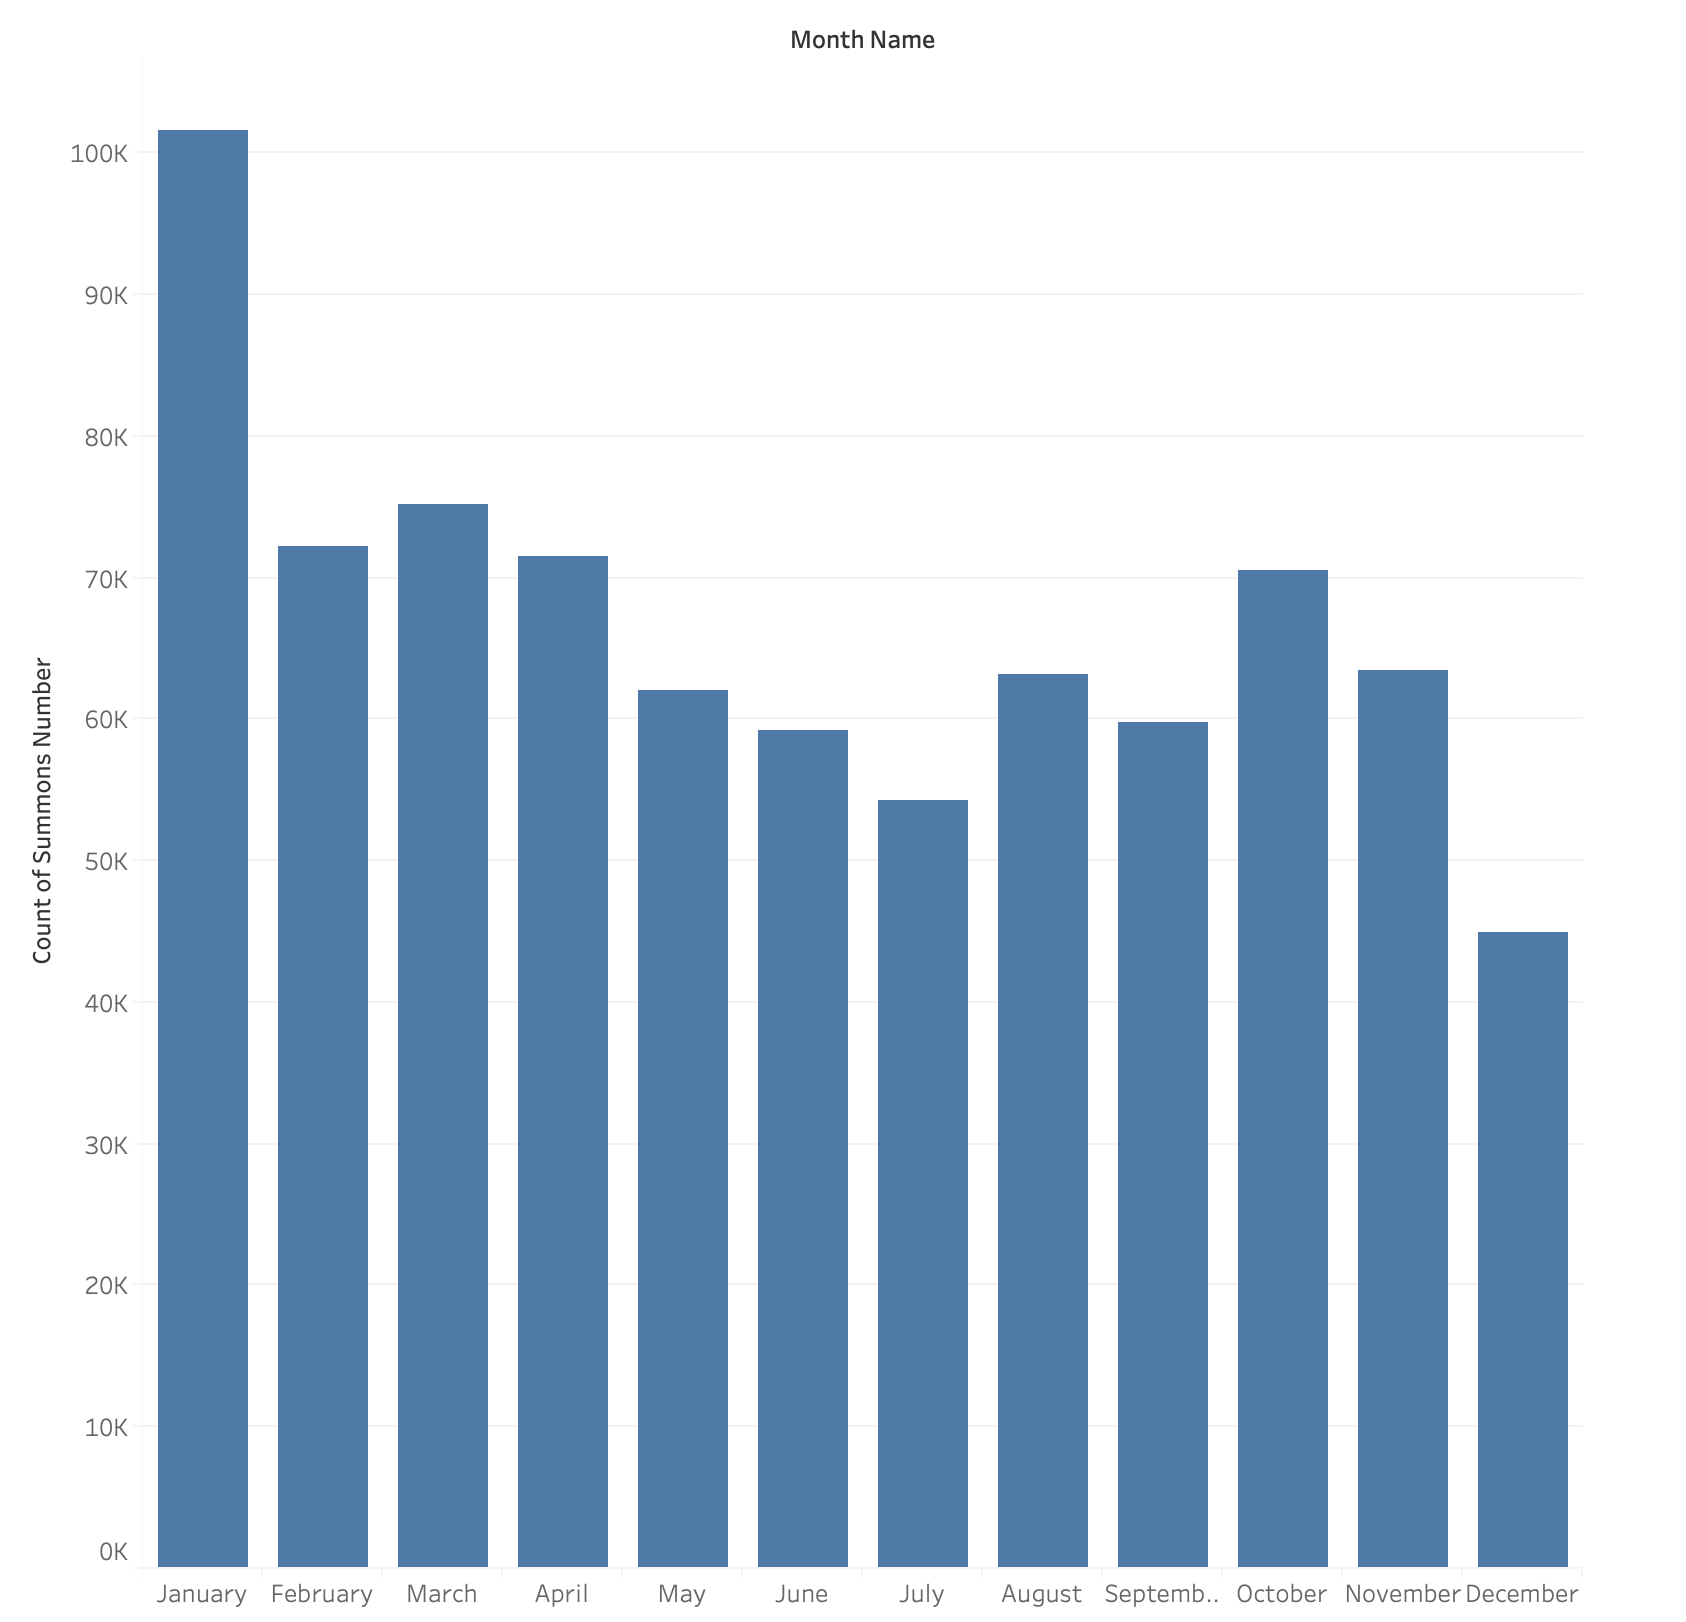 Month Name
Count of Summons Number
100K
90K
80K
70K
60K
50K
40K
30K
20K
10K
0K
January February March April May June July August Septemb.. October November December